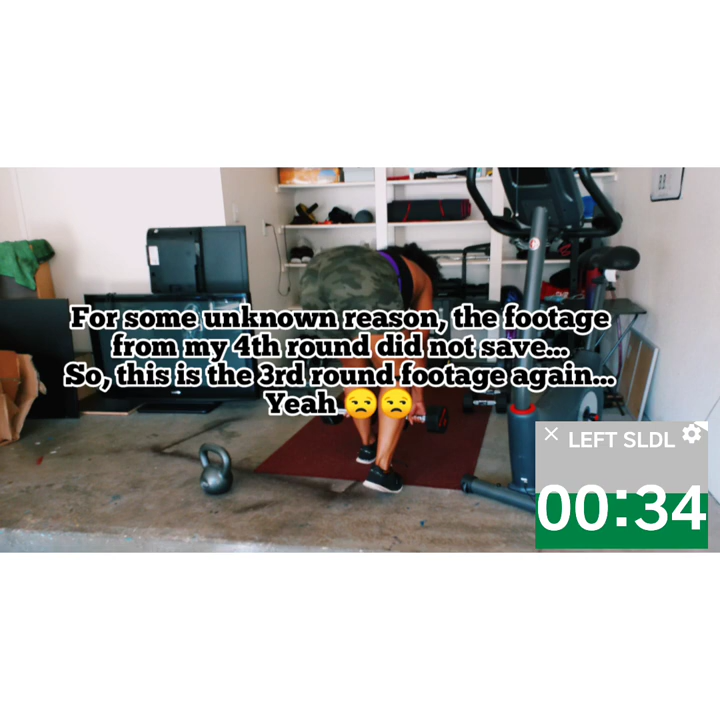 For some unknown reason, the footage
from my 4th round did not save...
So, this is the 3rd round footage again...
Yeah 😒😒
LEFT SLDL
00:34